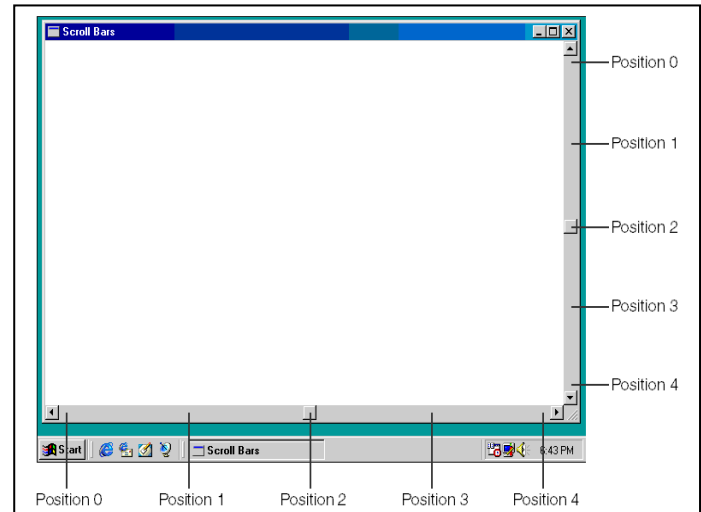 Scroll Bars
Position 0
Position 1
Position 2
Position 3
Position 4
Start
Scroll Bars
6:43 PM
Position 0
Position 1
Position 2
Position 3
Position 4